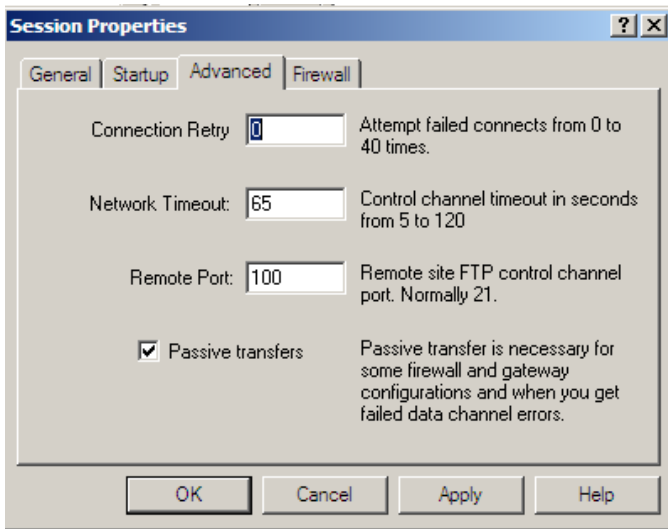 Session Properties
General Startup Advanced Firewall
Connection Retry 0 Attempt failed connects from 0 to
40 times.
Network Timeout: 65 Control channel timeout in seconds
from 5 to 120
Remote Port: 100 Remote site FTP control channel
port. Normally 21.
Passive transfers Passive transfer is necessary for
some firewall and gateway
configurations and when you get
failed data channel errors.
OK Cancel Apply Help